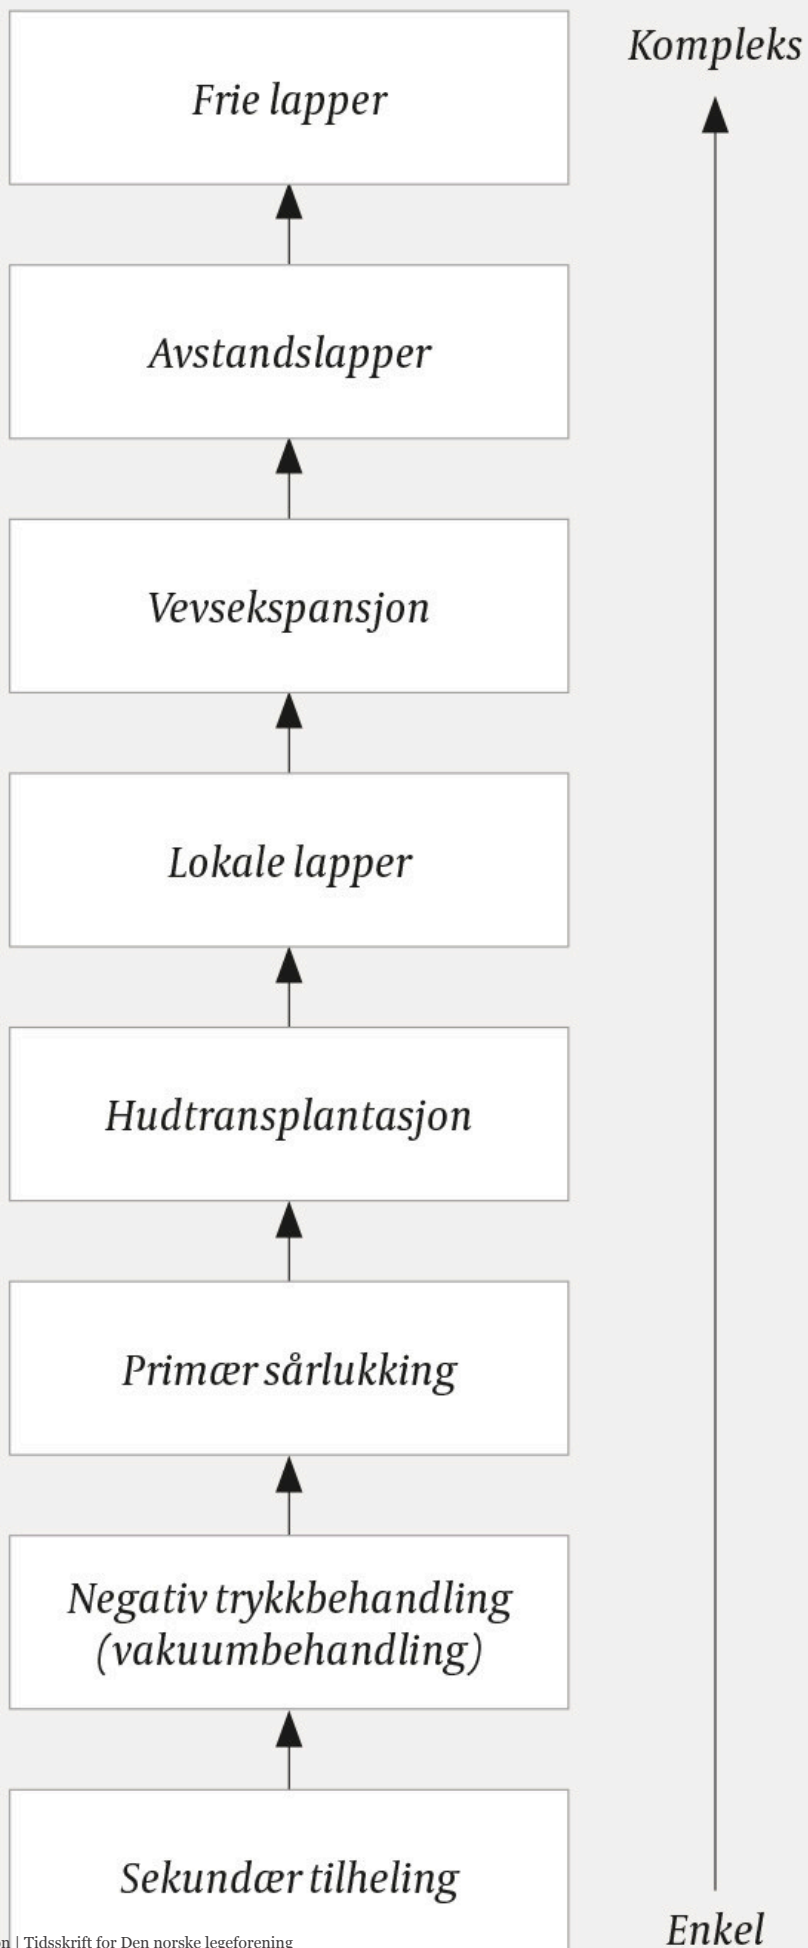 Frie lapper
Kompleks
Avstandslapper
Vevsekspansjon
Lokale lapper
Hudtransplantasjon
Primær sårlukking
Negativ trykkbehandling
(vakuumbehandling)
Sekundær tilheling
Enkel
| Tidsskrift for Den norske legeforening